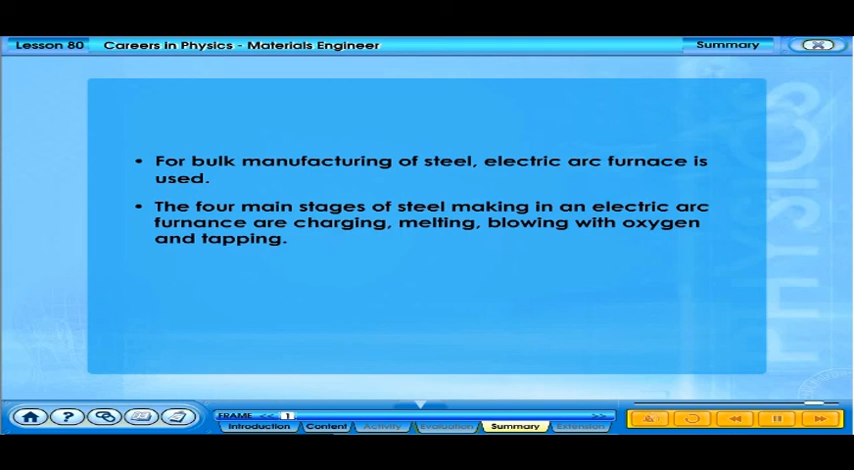 Lesson 80 Careers in Physics - Materials Engineer Summary
• For bulk manufacturing of steel, electric arc furnace is
used.
• The four main stages of steel making in an electric arc
furnance are charging, melting, blowing with oxygen
and tapping.
PHYSICS
FRAME << 1 >>
Introduction Content Activity Evaluation Summary Extension